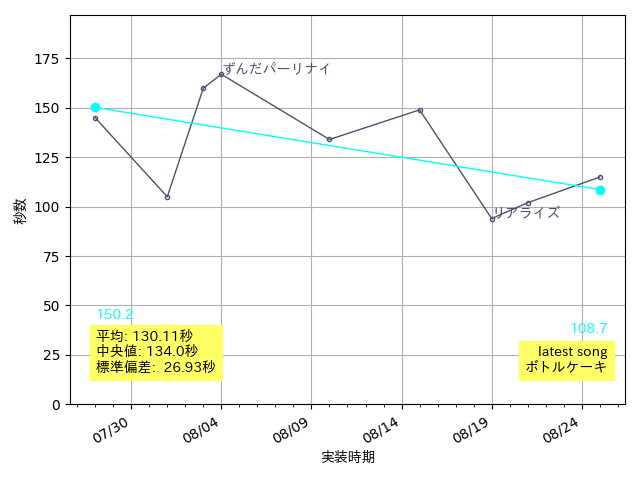 175
150
125
100
75
50
25
0
秒数
ずんだパーリナイ
リアライズ
150.2
平均: 130.11秒
中央値: 134.0秒
標準偏差: 26.93秒
108.7
latest song
ボトルケーキ
07/30
08/04
08/09
08/14
08/19
08/24
実装時期